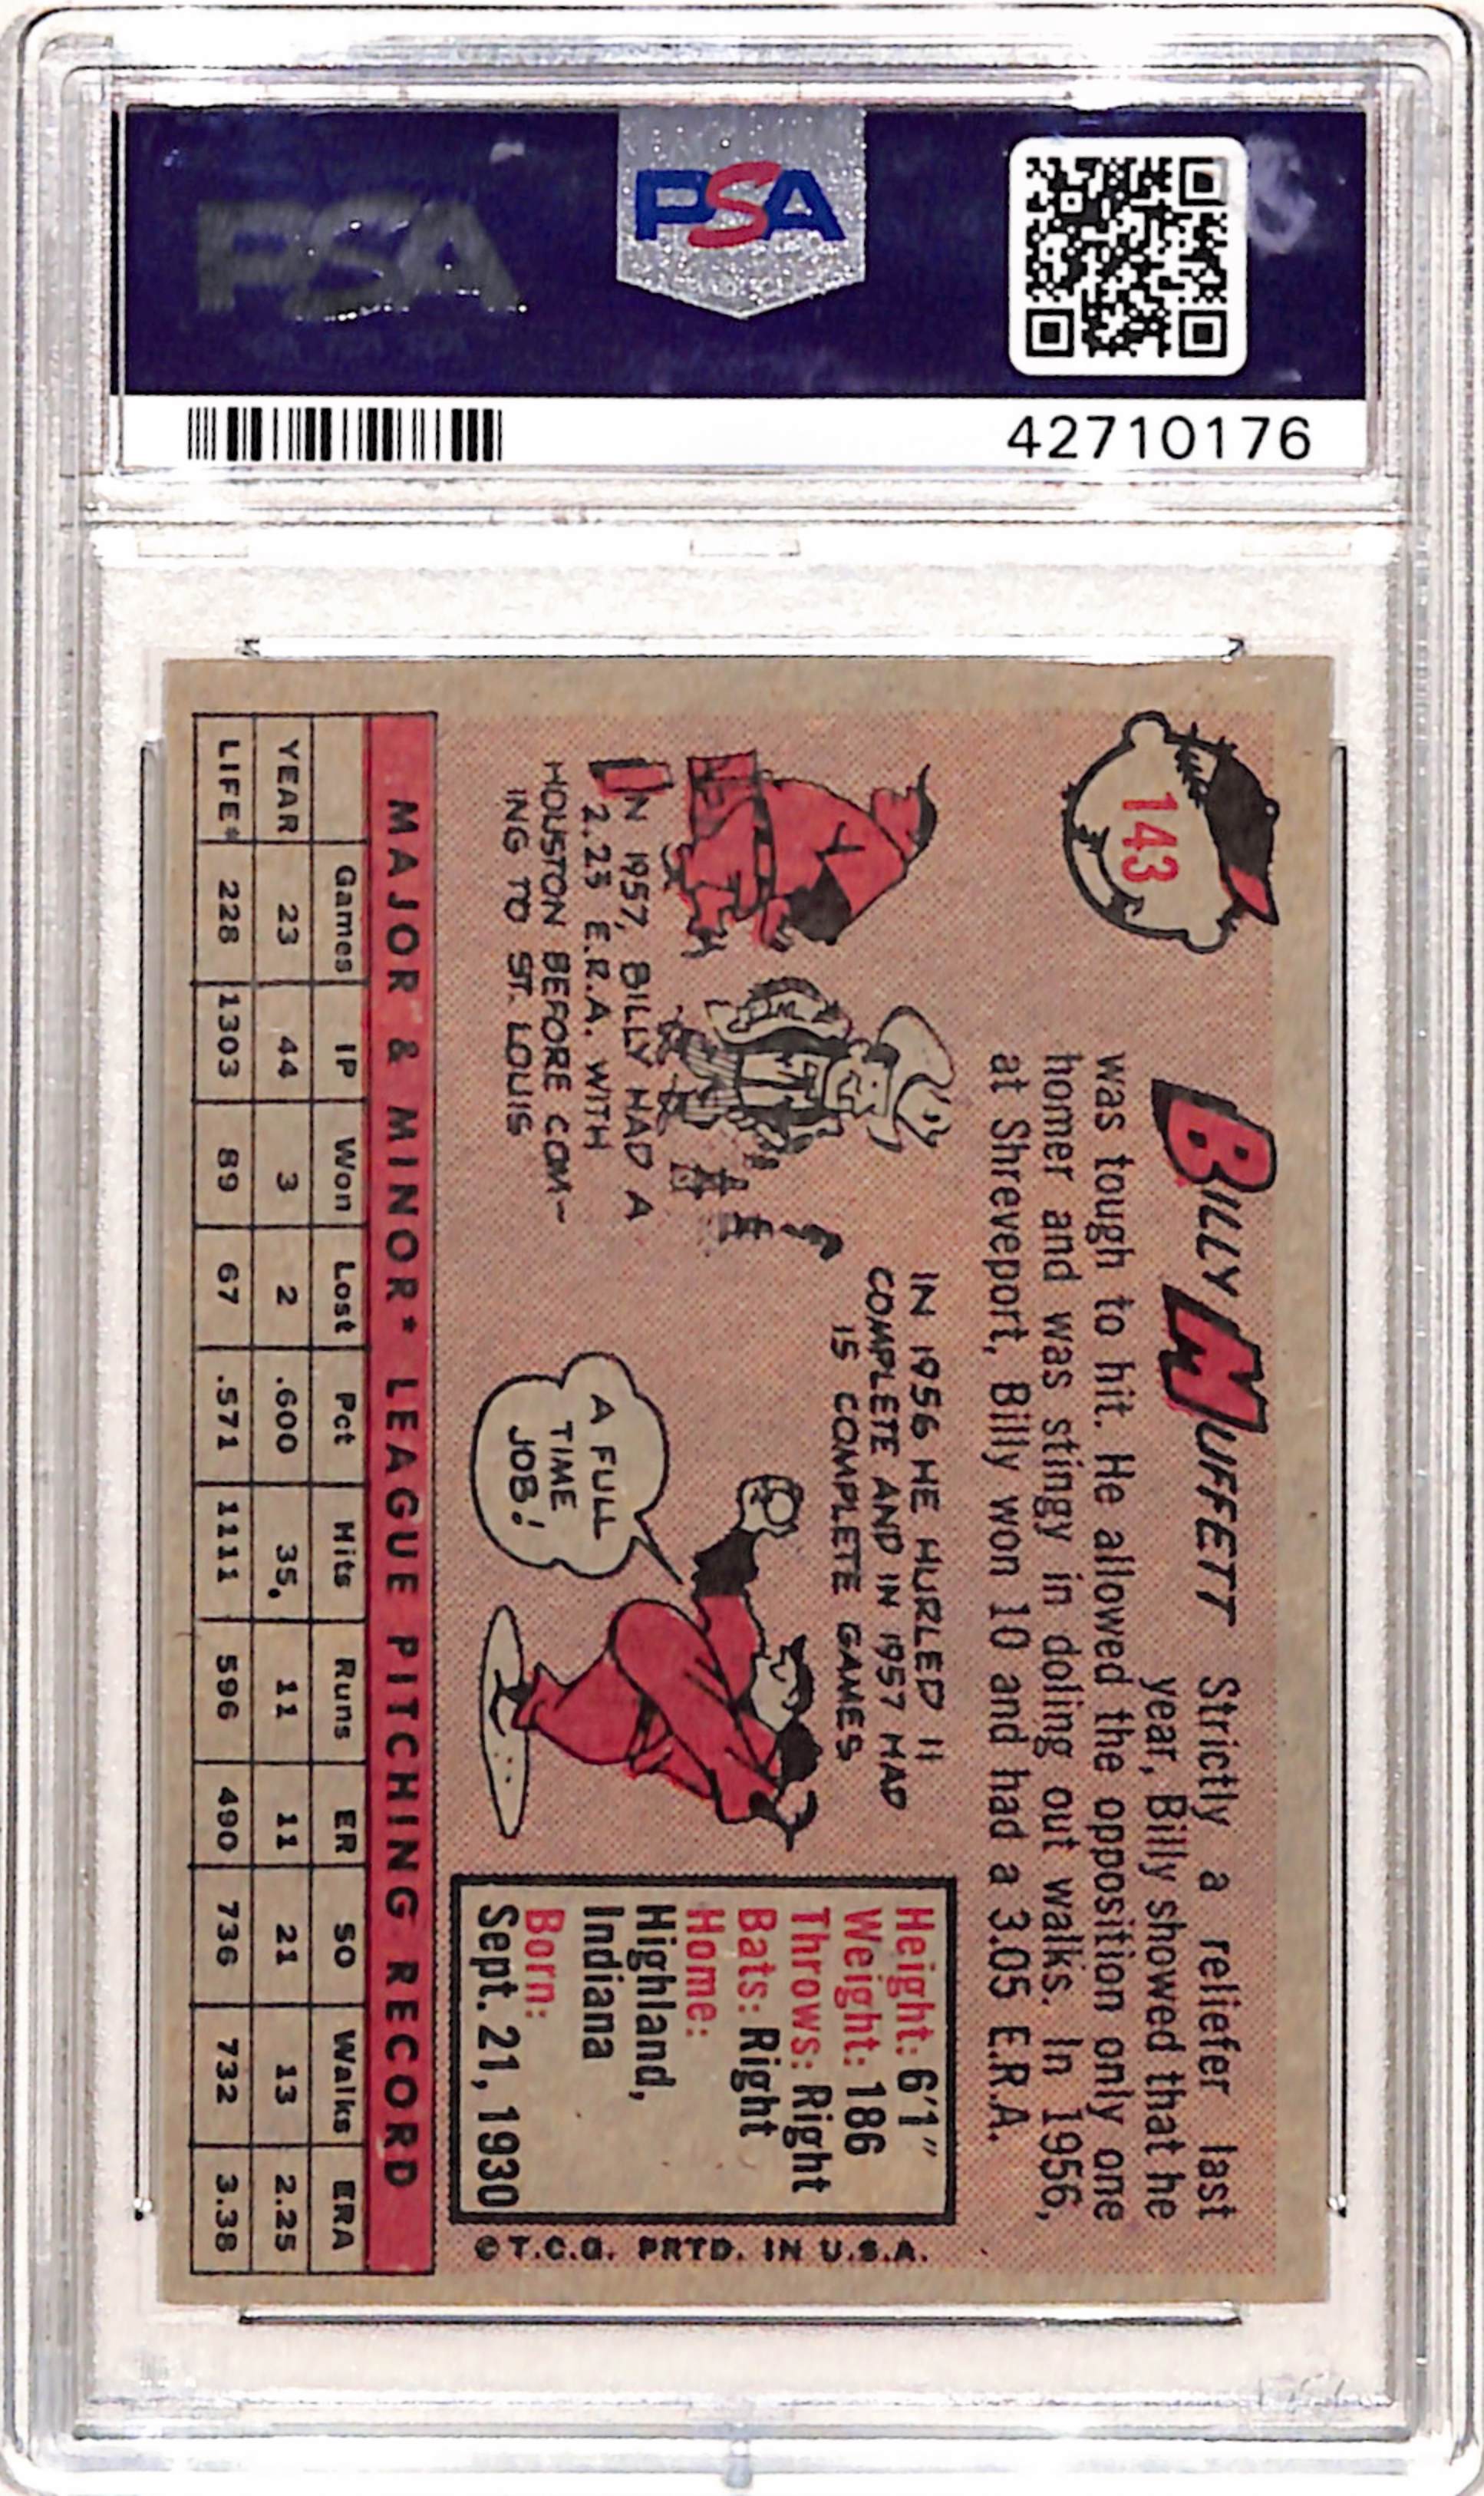 PSA
PSA
42710176
143
BILLY MUFFETT Strictly a reliefer last
year, Billy showed that he
was tough to hit. He allowed the opposition only one
homer and was stingy in doling out walks. In 1956,
at Shreveport, Billy won 10 and had a 3.05 E.R.A.
IN 1957, BILLY HAD A
2.25 E.R.A. WITH
HOUSTON BEFORE COM-
ING TO ST. LOUIS
IN 1956 HE HURLED 11
COMPLETE AND IN 1957 HAD
15 COMPLETE GAMES
A FULL
TIME
JOB!
Height: 6'1"
Weight: 186
Throws: Right
Bats: Right
Home:
Highland,
Indiana
Born:
Sept. 21, 1930
© T.C.G. PRTD. IN U.S.A.
MAJOR & MINOR* LEAGUE PITCHING RECORD
Games IP Won Lost Pct Hits Runs ER SO Walks ERA
YEAR 23 44 3 2 .600 35. 11 11 21 13 2.25
LIFE* 228 1303 89 67 .571 1111 596 490 736 732 3.38